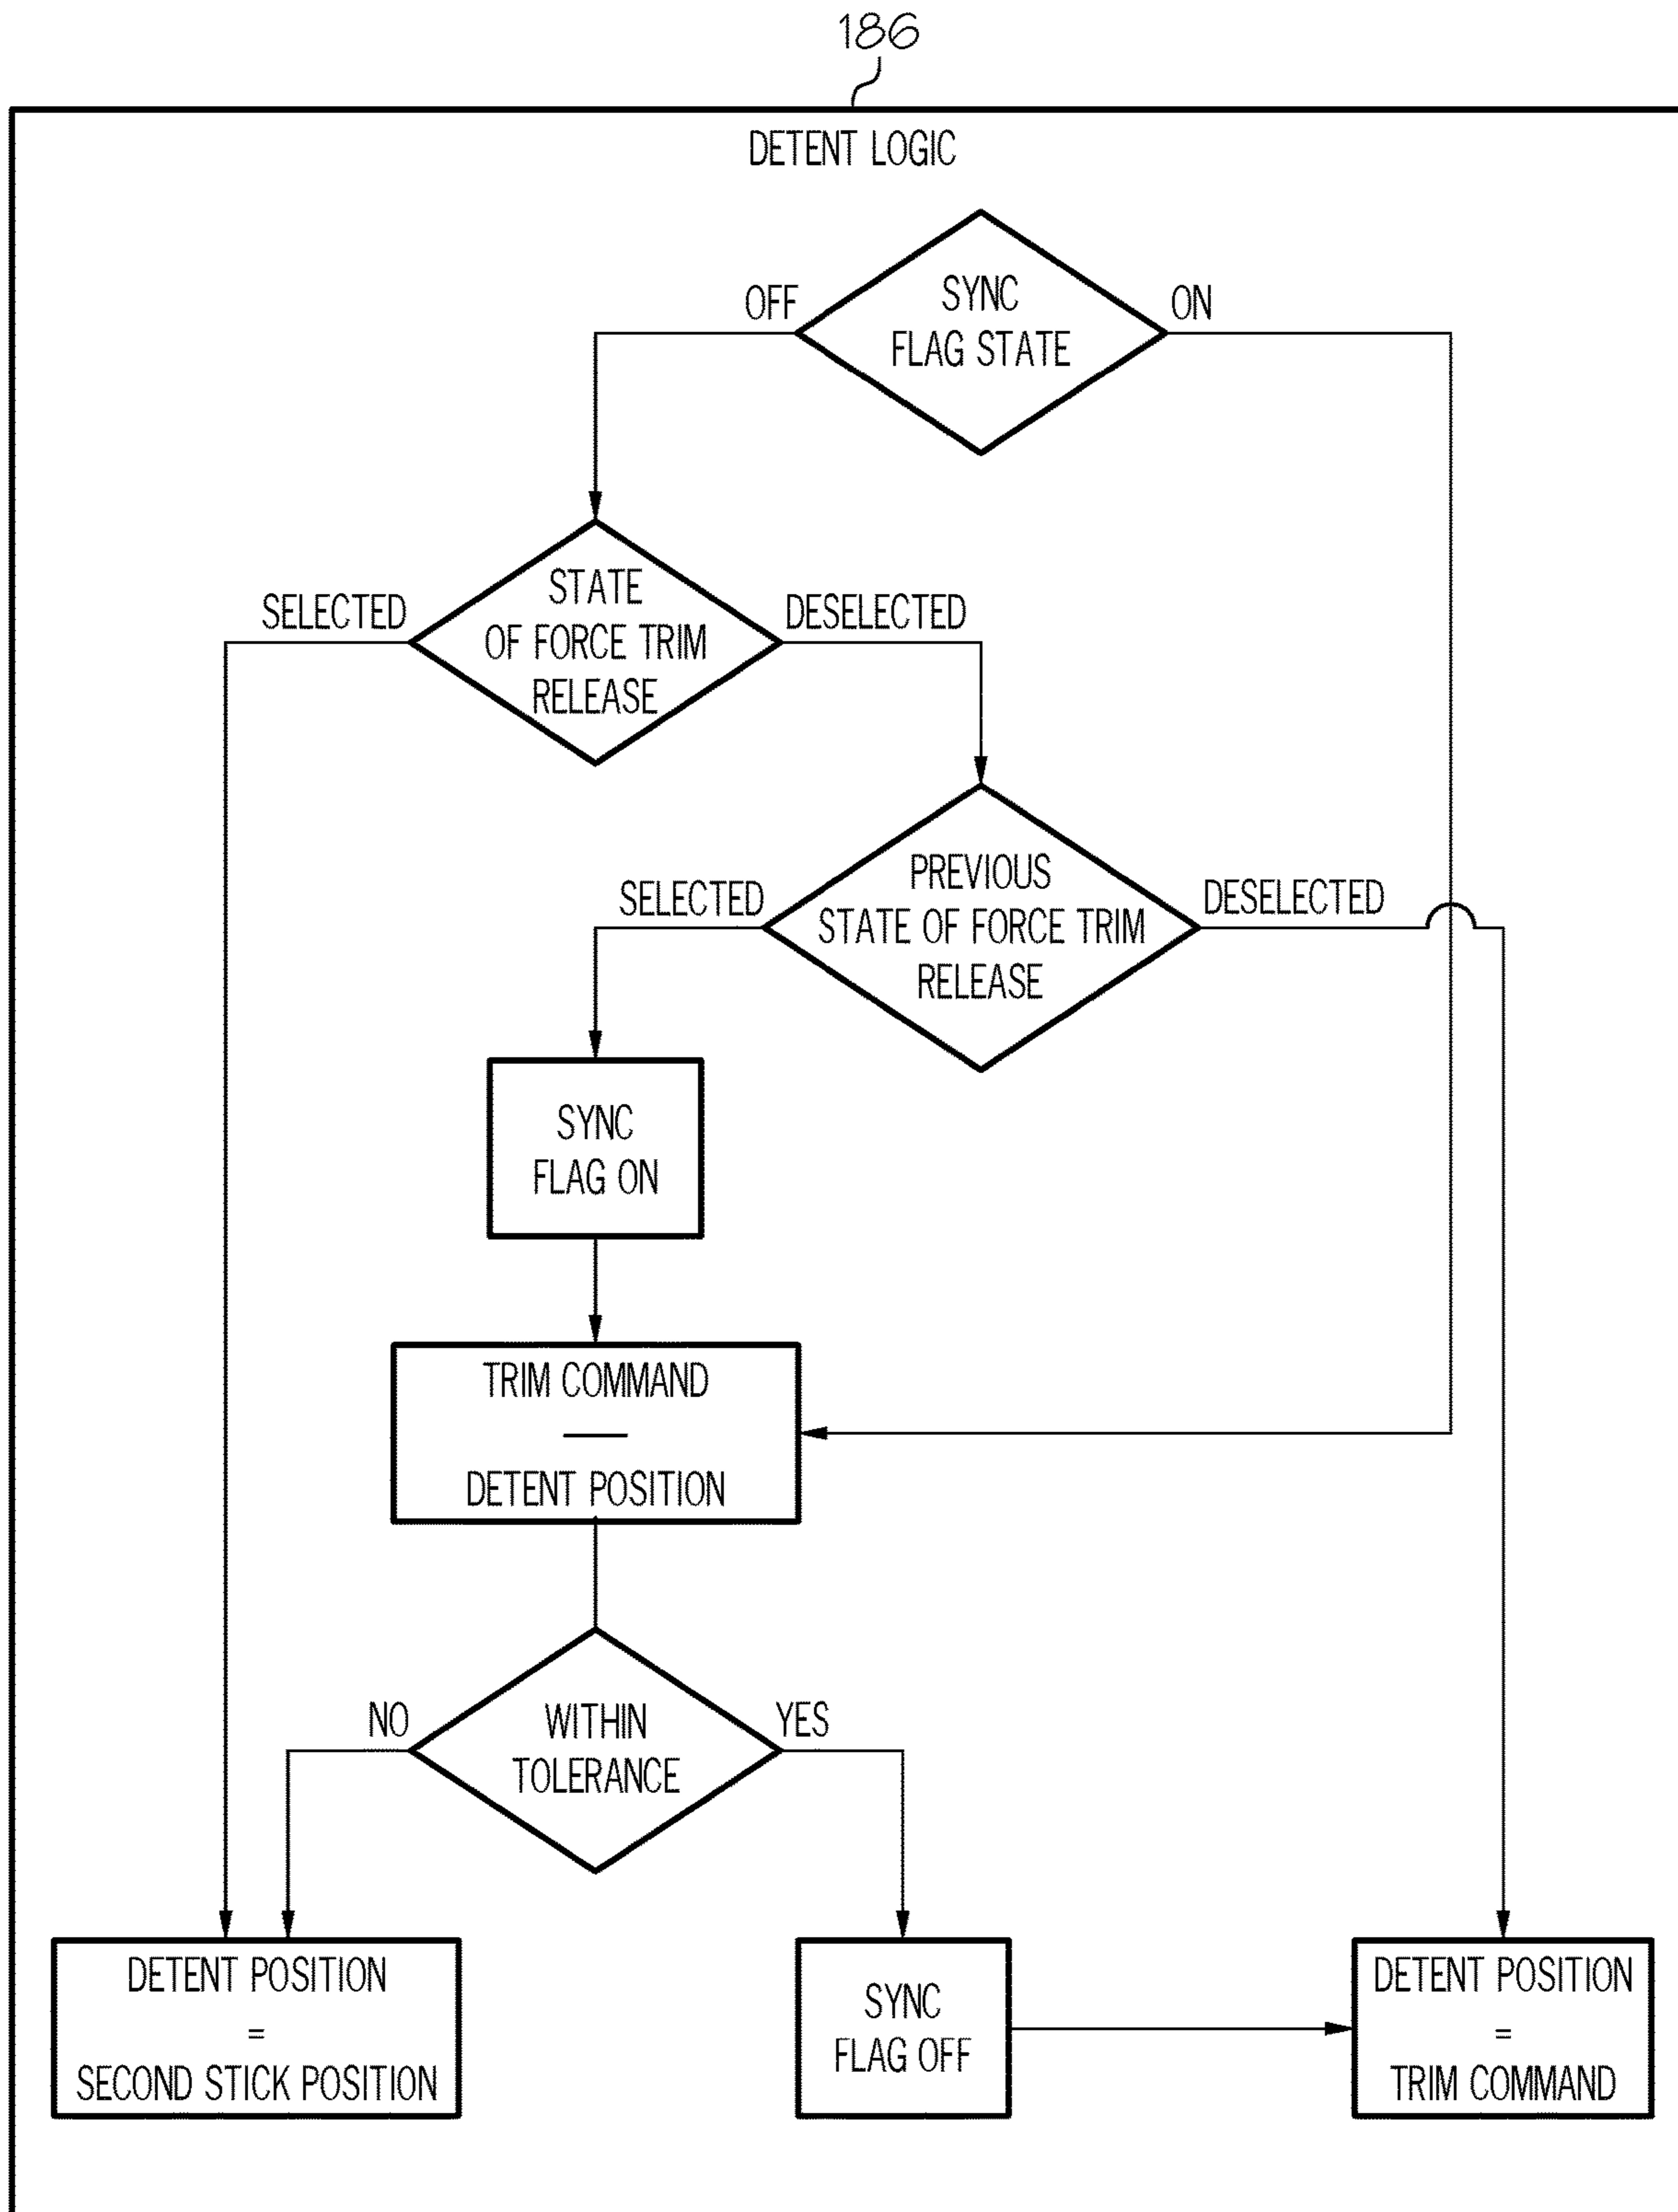 186
DETENT LOGIC
OFF
SYNC
FLAG STATE
ON
SELECTED
STATE
OF FORCE TRIM
RELEASE
DESELECTED
SELECTED
PREVIOUS
STATE OF FORCE TRIM
RELEASE
DESELECTED
SYNC
FLAG ON
TRIM COMMAND
—
DETENT POSITION
NO
WITHIN
TOLERANCE
YES
DETENT POSITION
=
SECOND STICK POSITION
SYNC
FLAG OFF
DETENT POSITION
=
TRIM COMMAND